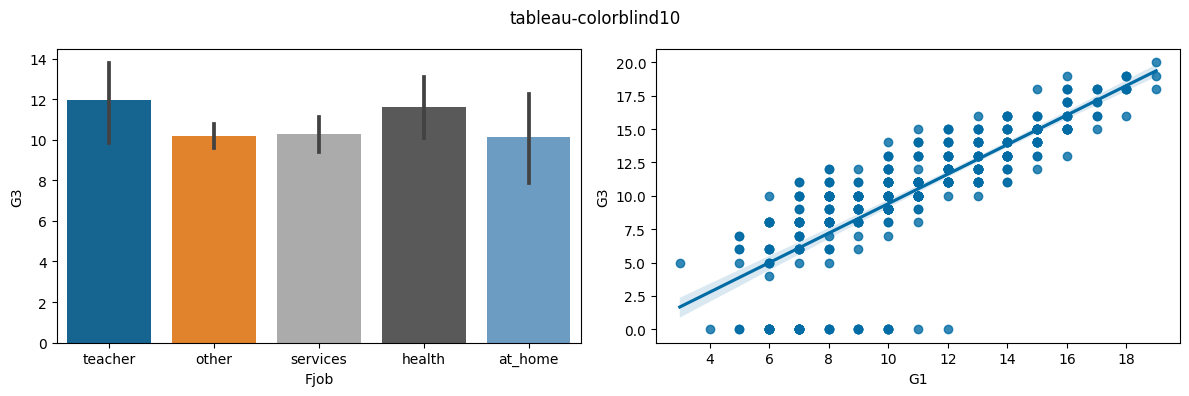 tableau-colorblind10
14
12
10
8
6
4
2
0
G3
teacher other services health at_home
Fjob
20.0
17.5
15.0
12.5
10.0
7.5
5.0
2.5
0.0
G3
4 6 8 10 12 14 16 18
G1